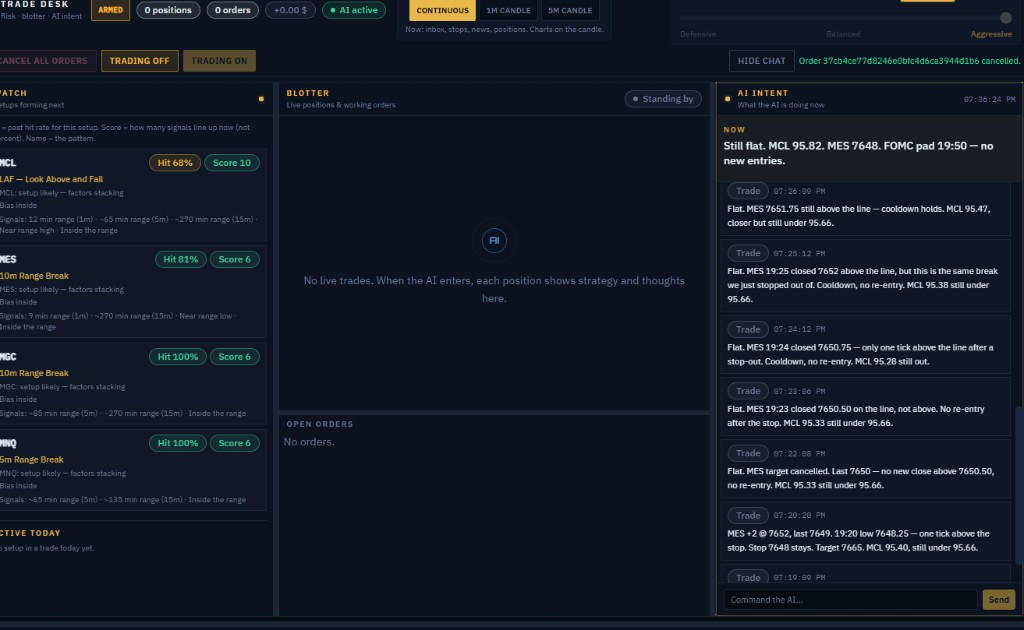 TRADE DESK
Risk · blotter · AI intent
ARMED
0 positions
0 orders
+0.00 $
AI active
CONTINUOUS
1M CANDLE
5M CANDLE
Now: inbox, stops, news, positions. Charts on the candle.
Defensive
Balanced
Aggressive
CANCEL ALL ORDERS
TRADING OFF
TRADING ON
HIDE CHAT
Order 37cb4ce77d8246e0bfc4d6ca3944d1b6 cancelled.
WATCH
etups forming next
= past hit rate for this setup. Score = how many signals line up now (not
rcent). Name = the pattern.
MCL
Hit 68%
Score 10
LAF — Look Above and Fail
MCL: setup likely — factors stacking
Bias inside
Signals: 12 min range (1m) · ~65 min range (5m) · ~270 min range (15m) ·
Near range high · Inside the range
MES
Hit 81%
Score 6
10m Range Break
MES: setup likely — factors stacking
Bias inside
Signals: 9 min range (1m) · ~270 min range (15m) · Near range low ·
Inside the range
MGC
Hit 100%
Score 6
10m Range Break
MGC: setup likely — factors stacking
Bias inside
Signals: ~85 min range (5m) · ~270 min range (15m) · Inside the range
MNQ
Hit 100%
Score 6
5m Range Break
MNQ: setup likely — factors stacking
Bias inside
Signals: ~65 min range (5m) · ~135 min range (15m) · Inside the range
CTIVE TODAY
o setup in a trade today yet.
BLOTTER
Live positions & working orders
Standing by
AI
No live trades. When the AI enters, each position shows strategy and thoughts
here.
OPEN ORDERS
No orders.
AI INTENT
What the AI is doing now
07:36:24 PM
NOW
Still flat. MCL 95.82. MES 7648. FOMC pad 19:50 — no
new entries.
Trade 07:26:09 PM
Flat. MES 7651.75 still above the line — cooldown holds. MCL 95.47,
closer but still under 95.66.
Trade 07:25:12 PM
Flat. MES 19:25 closed 7652 above the line, but this is the same break
we just stopped out of. Cooldown, no re-entry. MCL 95.38 still under
95.66.
Trade 07:24:12 PM
Flat. MES 19:24 closed 7650.75 — only one tick above the line after a
stop-out. Cooldown, no re-entry. MCL 95.28 still out.
Trade 07:23:06 PM
Flat. MES 19:23 closed 7650.50 on the line, not above. No re-entry
after the stop. MCL 95.33 still under 95.66.
Trade 07:22:08 PM
Flat. MES target cancelled. Last 7650 — no new close above 7650.50,
no re-entry. MCL 95.33 still under 95.66.
Trade 07:20:20 PM
MES +2 @ 7652, last 7649. 19:20 low 7648.25 — one tick above the
stop. Stop 7648 stays. Target 7665. MCL 95.40, still under 95.66.
Trade 07:19:09 PM
Command the AI...
Send